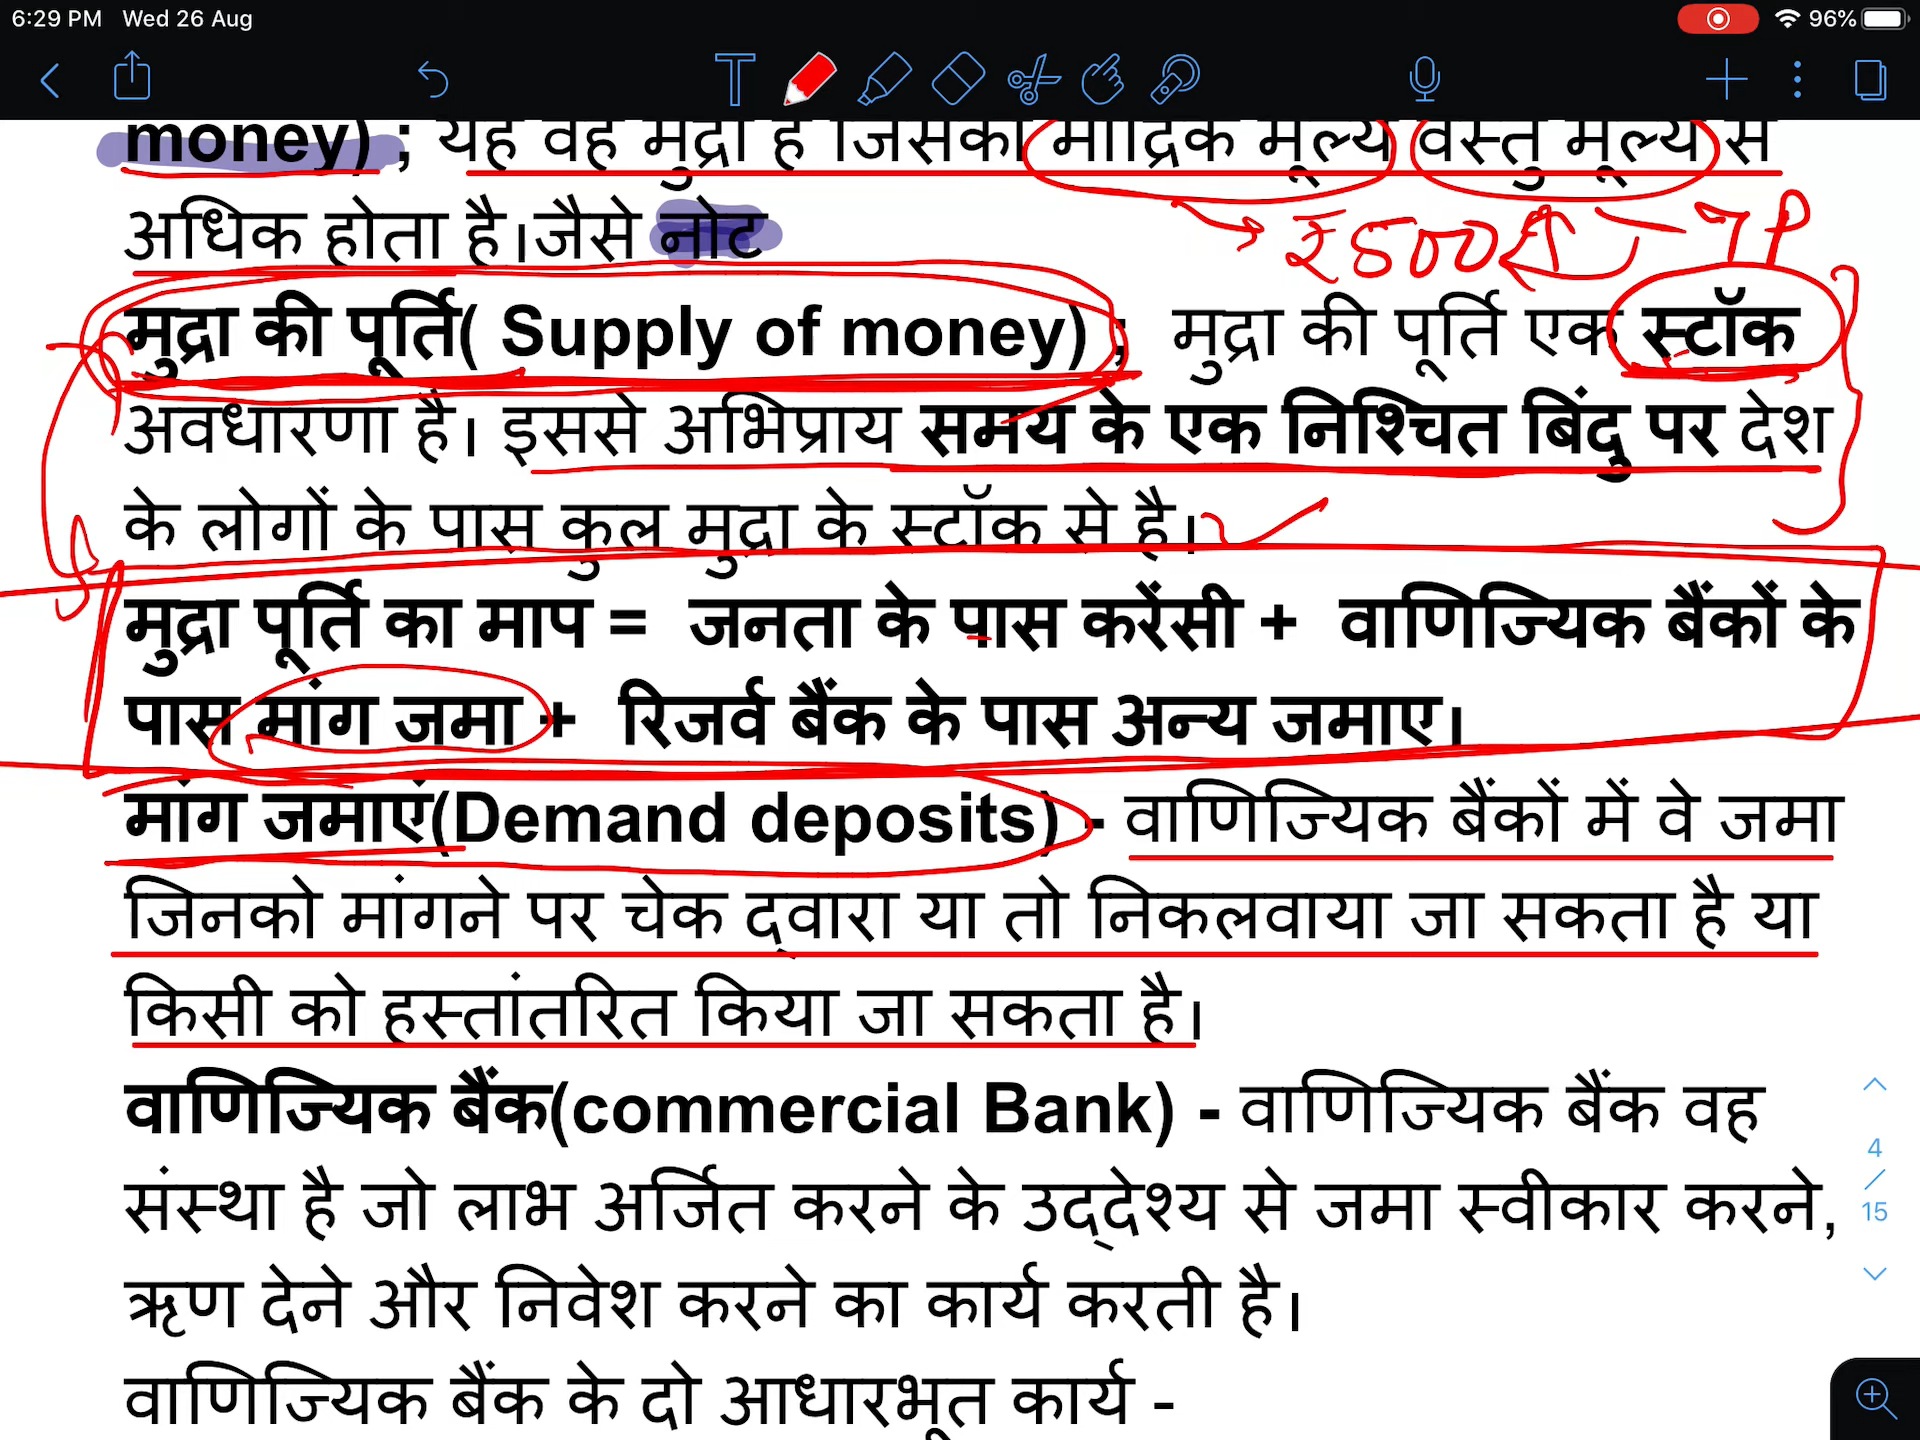 6:29 PM Wed 26 Aug 96%
money) ; यह वह मुद्रा है जिसका मौद्रिक मूल्य वस्तु मूल्य से
अधिक होता है।जैसे नोट
₹500 7P
मुद्रा की पूर्ति( Supply of money) ; मुद्रा की पूर्ति एक स्टॉक
अवधारणा है। इससे अभिप्राय समय के एक निश्चित बिंदु पर देश
के लोगों के पास कुल मुद्रा के स्टॉक से है।
मुद्रा पूर्ति का माप = जनता के पास करेंसी + वाणिज्यिक बैंकों के
पास मांग जमा + रिजर्व बैंक के पास अन्य जमाए।
मांग जमाएं(Demand deposits) - वाणिज्यिक बैंकों में वे जमा
जिनको मांगने पर चेक द्वारा या तो निकलवाया जा सकता है या
किसी को हस्तांतरित किया जा सकता है।
वाणिज्यिक बैंक(commercial Bank) - वाणिज्यिक बैंक वह
संस्था है जो लाभ अर्जित करने के उद्देश्य से जमा स्वीकार करने,
ऋण देने और निवेश करने का कार्य करती है।
वाणिज्यिक बैंक के दो आधारभूत कार्य -
4
/
15